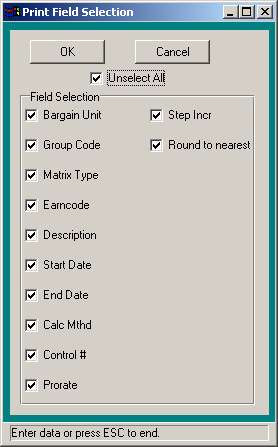 Print Field Selection
OK Cancel
Unselect All
Field Selection
Bargain Unit Step Incr
Group Code Round to nearest
Matrix Type
Earncode
Description
Start Date
End Date
Calc Mthd
Control #
Prorate
Enter data or press ESC to end.